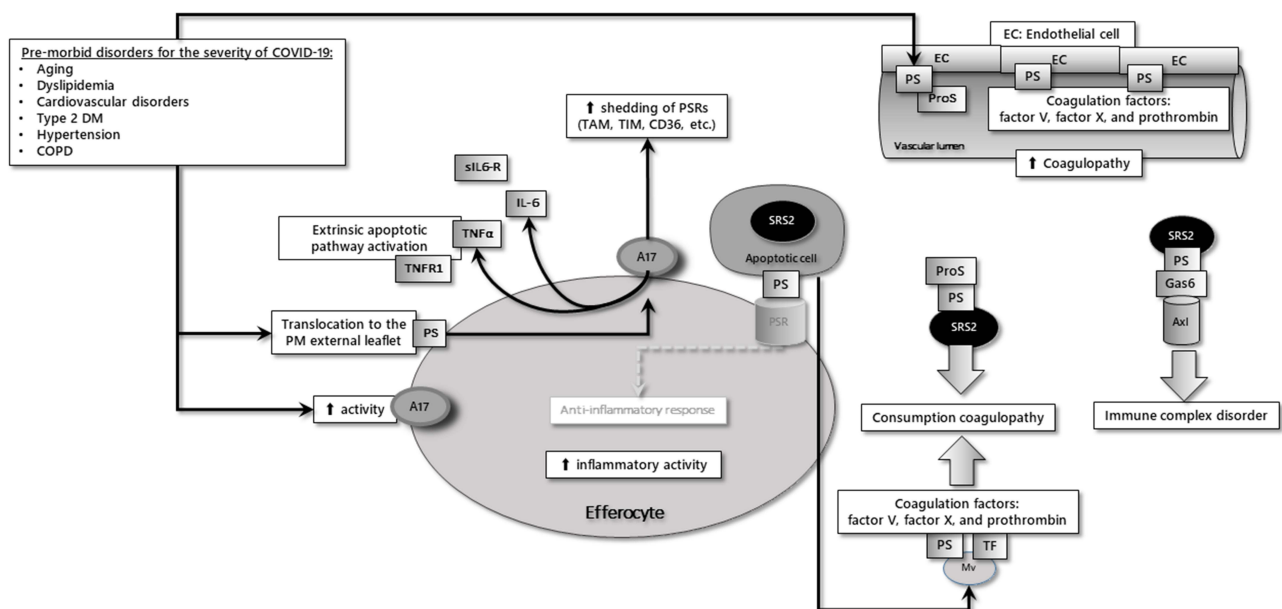 Pre-morbid disorders for the severity of COVID-19:
• Aging
• Dyslipidemia
• Cardiovascular disorders
• Type 2 DM
• Hypertension
• COPD
EC: Endothelial cell
EC
EC
EC
PS
PS
PS
ProS
Coagulation factors:
factor V, factor X, and prothrombin
Vascular lumen
⬆ Coagulopathy
⬆ shedding of PSRs
(TAM, TIM, CD36, etc.)
sIL6-R
IL-6
Extrinsic apoptotic
pathway activation
TNFα
TNFR1
A17
SRS2
Apoptotic cell
PS
PSR
Translocation to the
PM external leaflet
PS
⬆ activity
A17
Anti-inflammatory response
⬆ inflammatory activity
Efferocyte
ProS
PS
SRS2
Consumption coagulopathy
Coagulation factors:
factor V, factor X, and prothrombin
PS
TF
Mv
SRS2
PS
Gas6
Axl
Immune complex disorder